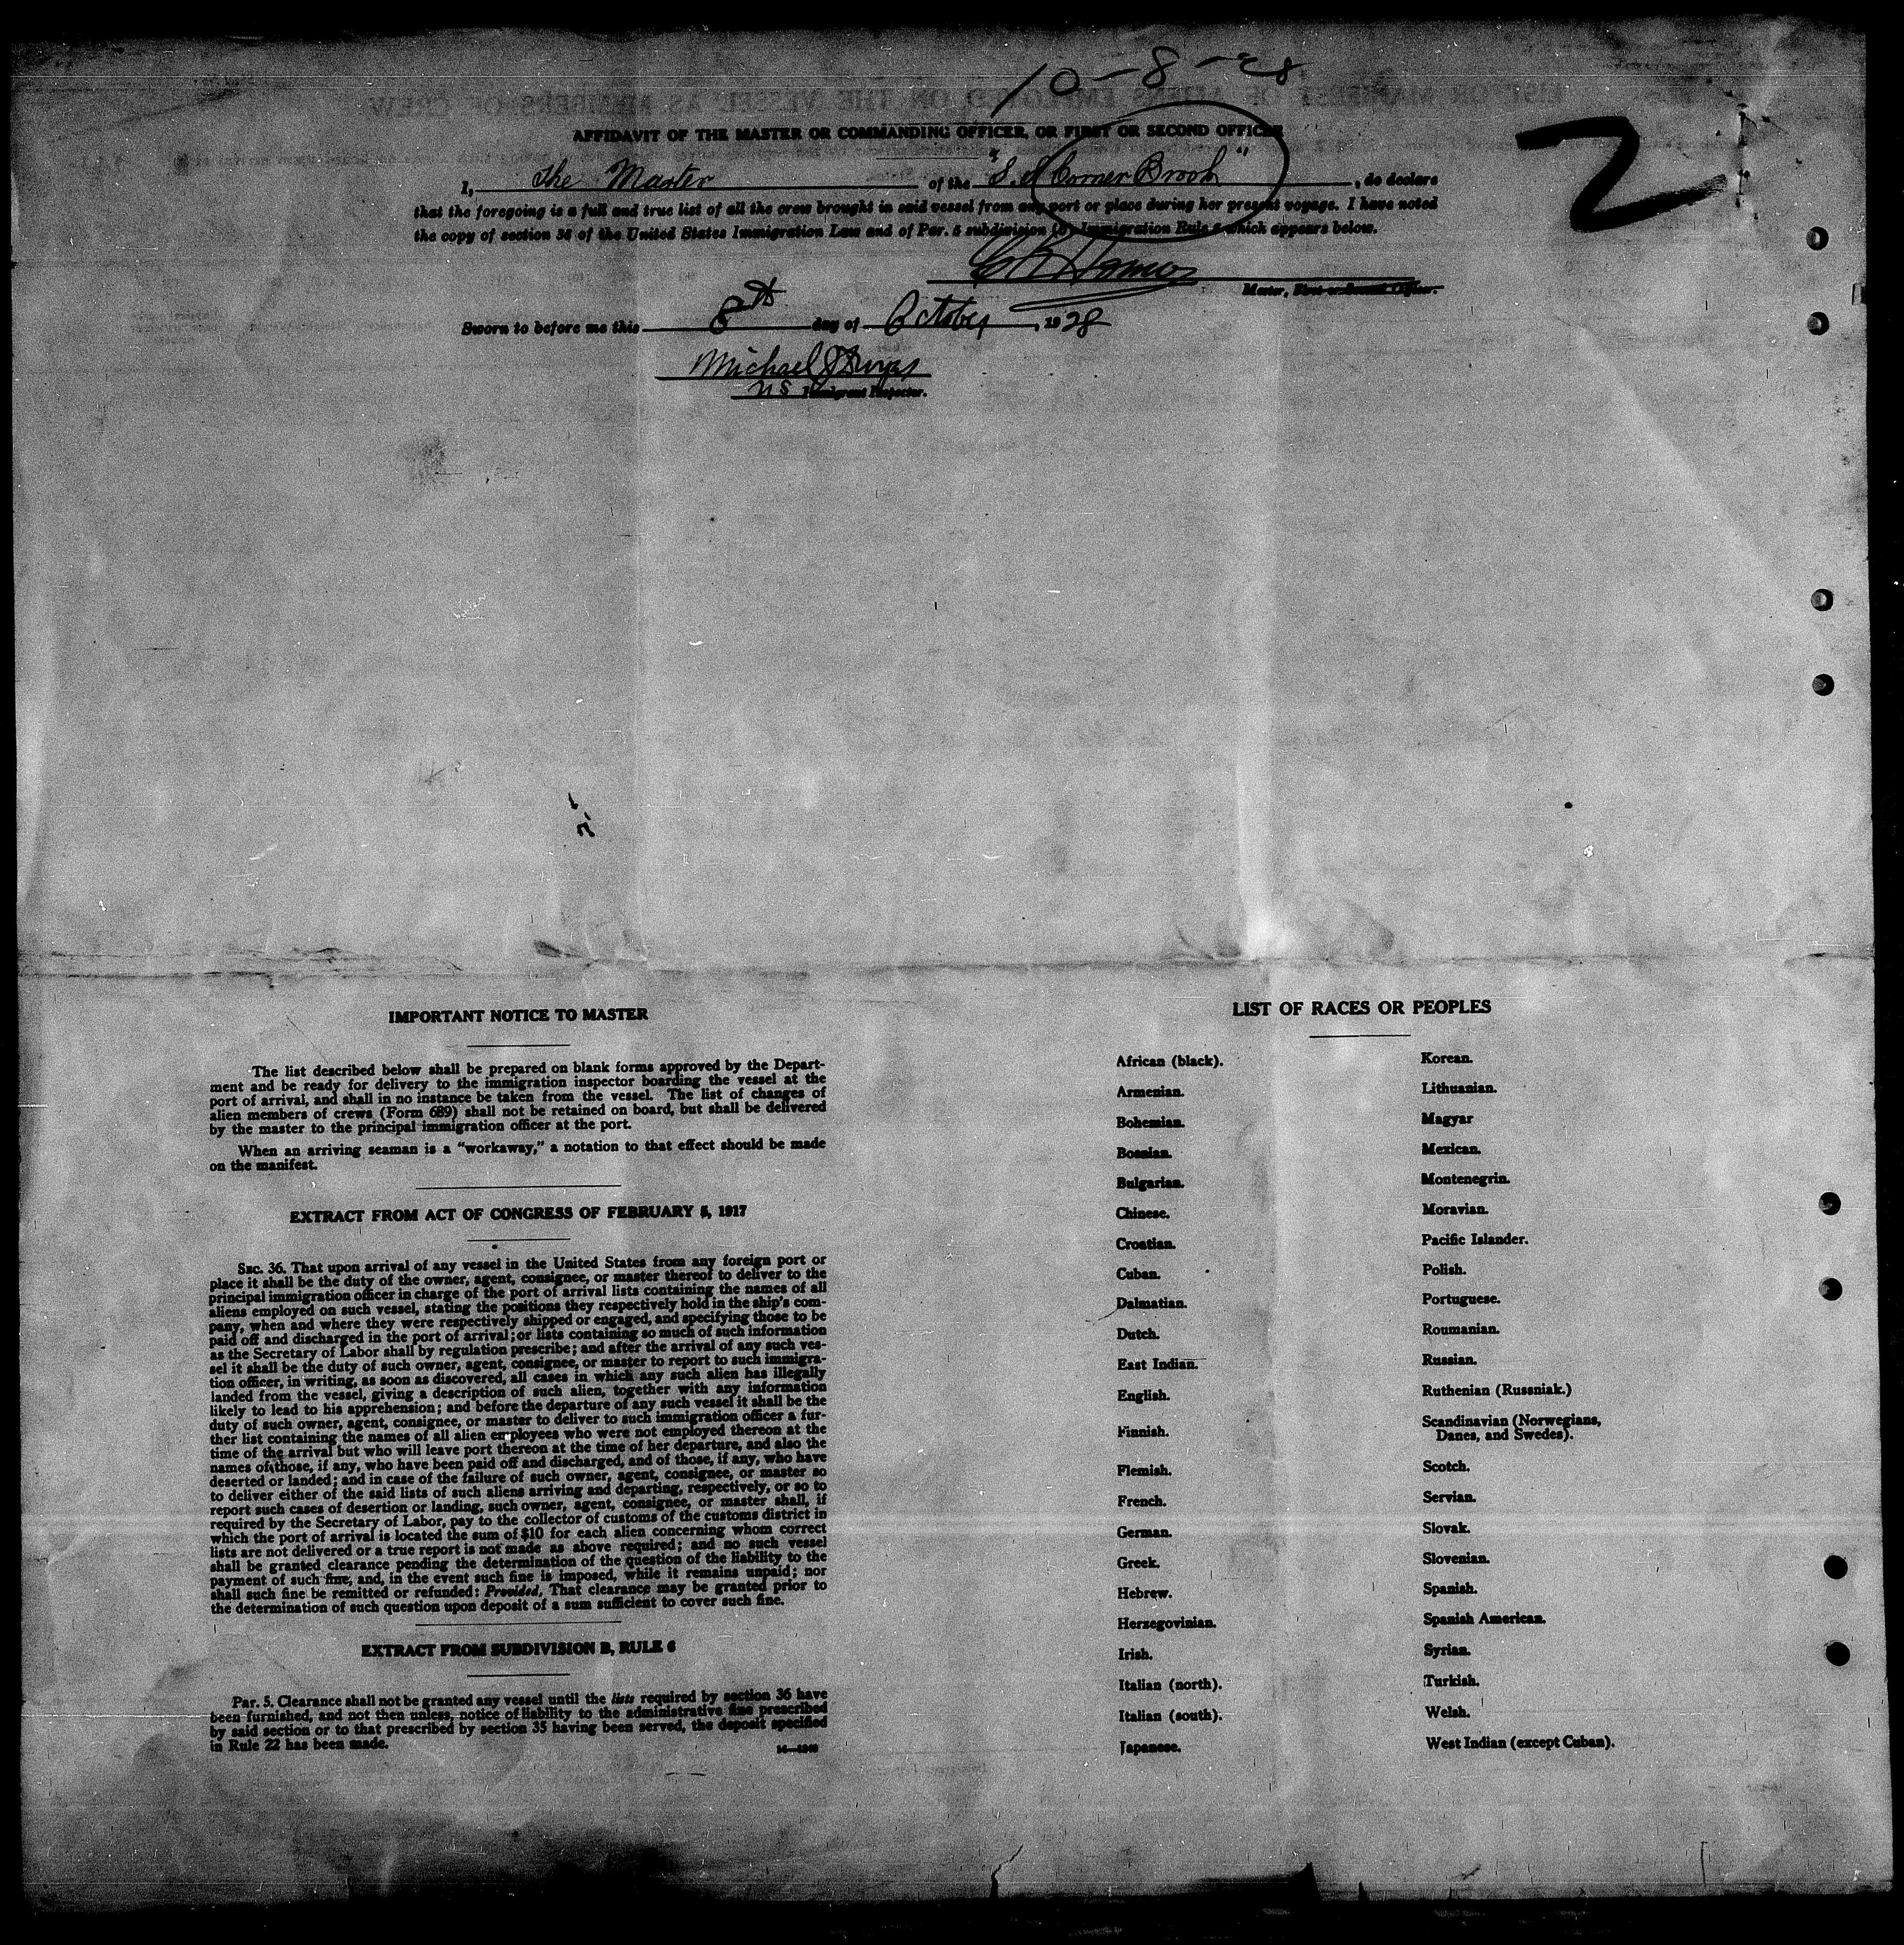 10-8-28
2
AFFIDAVIT OF THE MASTER OR COMMANDING OFFICER, OR FIRST OR SECOND OFFICER
I, The Master of the "S.S Corner Brook", do declare
that the foregoing is a full and true list of all the crew brought in said vessel from any port or place during her present voyage. I have noted
the copy of section 36 of the United States Immigration Law and of Par. 5 subdivision (B) Immigration Rule 6 which appears below.
Master, First or Second Officer.
Sworn to before me this 8th day of October, 1928
Michael
US Immigrant Inspector.
IMPORTANT NOTICE TO MASTER
The list described below shall be prepared on blank forms approved by the Depart-
ment and be ready for delivery to the immigration inspector boarding the vessel at the
port of arrival, and shall in no instance be taken from the vessel. The list of changes of
alien members of crews (Form 689) shall not be retained on board, but shall be delivered
by the master to the principal immigration officer at the port.
When an arriving seaman is a "workaway," a notation to that effect should be made
on the manifest.
EXTRACT FROM ACT OF CONGRESS OF FEBRUARY 5, 1917
SEC. 36. That upon arrival of any vessel in the United States from any foreign port or
place it shall be the duty of the owner, agent, consignee, or master thereof to deliver to the
principal immigration officer in charge of the port of arrival lists containing the names of all
aliens employed on such vessel, stating the positions they respectively hold in the ship's com-
pany, when and where they were respectively shipped or engaged, and specifying those to be
paid off and discharged in the port of arrival; or lists containing so much of such information
as the Secretary of Labor shall by regulation prescribe; and after the arrival of any such ves-
sel it shall be the duty of such owner, agent, consignee, or master to report to such immigra-
tion officer, in writing, as soon as discovered, all cases in which any such alien has illegally
landed from the vessel, giving a description of such alien, together with any information
likely to lead to his apprehension; and before the departure of any such vessel it shall be the
duty of such owner, agent, consignee, or master to deliver to such immigration officer a fur-
ther list containing the names of all alien employees who were not employed thereon at the
time of the arrival but who will leave port thereon at the time of her departure, and also the
names of those, if any, who have been paid off and discharged, and of those, if any, who have
deserted or landed; and in case of the failure of such owner, agent, consignee, or master so
to deliver either of the said lists of such aliens arriving and departing, respectively, or so to
report such cases of desertion or landing, such owner, agent, consignee, or master shall, if
required by the Secretary of Labor, pay to the collector of customs of the customs district in
which the port of arrival is located the sum of $10 for each alien concerning whom correct
lists are not delivered or a true report is not made as above required; and no such vessel
shall be granted clearance pending the determination of the question of the liability to the
payment of such fine, and, in the event such fine is imposed, while it remains unpaid; nor
shall such fine be remitted or refunded: Provided, That clearance may be granted prior to
the determination of such question upon deposit of a sum sufficient to cover such fine.
EXTRACT FROM SUBDIVISION B, RULE 6
Par. 5. Clearance shall not be granted any vessel until the lists required by section 36 have
been furnished, and not then unless, notice of liability to the administrative fine prescribed
by said section or to that prescribed by section 35 having been served, the deposit specified
in Rule 22 has been made.
LIST OF RACES OR PEOPLES
African (black).
Armenian.
Bohemian.
Bosnian.
Bulgarian.
Chinese.
Croatian.
Cuban.
Dalmatian.
Dutch.
East Indian.
English.
Finnish.
Flemish.
French.
German.
Greek.
Hebrew.
Herzegovinian.
Irish.
Italian (north).
Italian (south).
Japanese.
Korean.
Lithuanian.
Magyar
Mexican.
Montenegrin.
Moravian.
Pacific Islander.
Polish.
Portuguese.
Roumanian.
Russian.
Ruthenian (Russniak.)
Scandinavian (Norwegians,
Danes, and Swedes).
Scotch.
Servian.
Slovak.
Slovenian.
Spanish.
Spanish American.
Syrian.
Turkish.
Welsh.
West Indian (except Cuban).